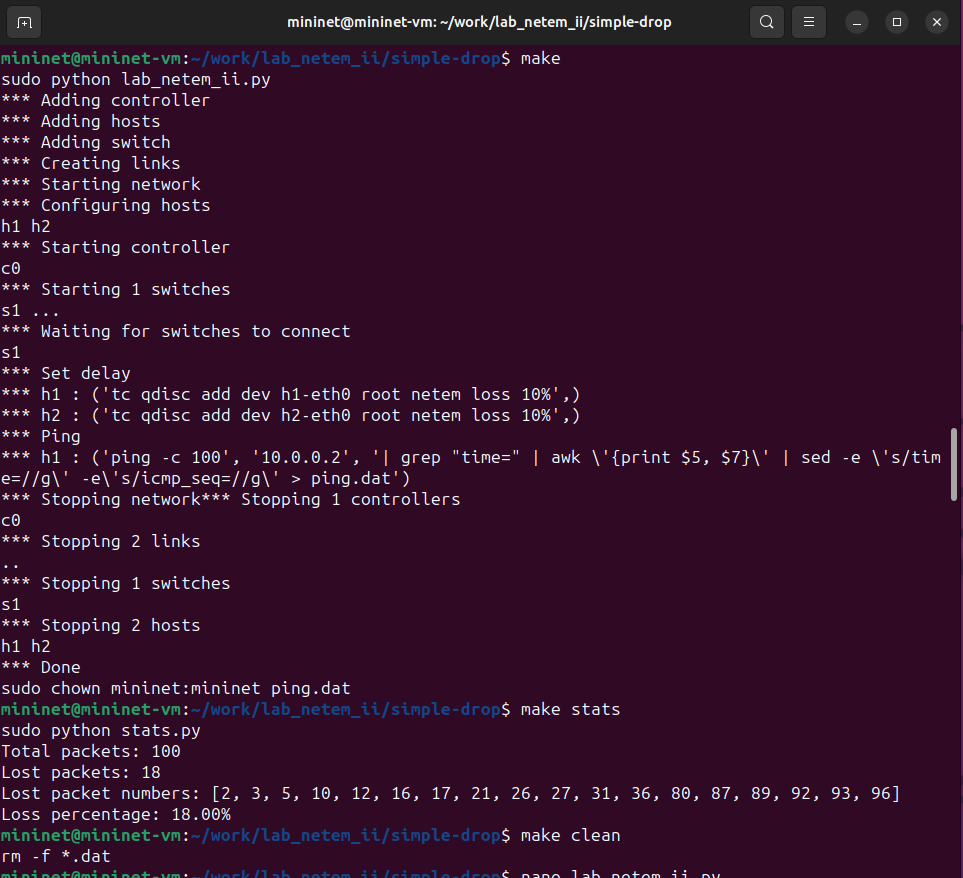 mininet@mininet-vm: ~/work/lab_netem_ii/simple-drop
mininet@mininet-vm:~/work/lab_netem_ii/simple-drop$ make
sudo python lab_netem_ii.py
*** Adding controller
*** Adding hosts
*** Adding switch
*** Creating links
*** Starting network
*** Configuring hosts
h1 h2
*** Starting controller
c0
*** Starting 1 switches
s1 ...
*** Waiting for switches to connect
s1
*** Set delay
*** h1 : ('tc qdisc add dev h1-eth0 root netem loss 10%',)
*** h2 : ('tc qdisc add dev h2-eth0 root netem loss 10%',)
*** Ping
*** h1 : ('ping -c 100', '10.0.0.2', '| grep "time=" | awk \'{print $5, $7}\' | sed -e \'s/tim
e=//g\' -e\'s/icmp_seq=//g\' > ping.dat')
*** Stopping network*** Stopping 1 controllers
c0
*** Stopping 2 links
..
*** Stopping 1 switches
s1
*** Stopping 2 hosts
h1 h2
*** Done
sudo chown mininet:mininet ping.dat
mininet@mininet-vm:~/work/lab_netem_ii/simple-drop$ make stats
sudo python stats.py
Total packets: 100
Lost packets: 18
Lost packet numbers: [2, 3, 5, 10, 12, 16, 17, 21, 26, 27, 31, 36, 80, 87, 89, 92, 93, 96]
Loss percentage: 18.00%
mininet@mininet-vm:~/work/lab_netem_ii/simple-drop$ make clean
rm -f *.dat
mininet@mininet-vm:~/work/lab_netem_ii/simple-drop$ nano lab_netem_ii.py